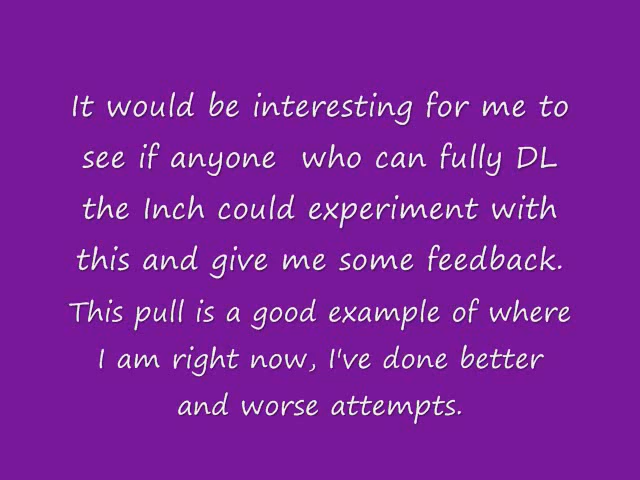 It would be interesting for me to
see if anyone  who can fully DL
the Inch could experiment with
this and give me some feedback.
This pull is a good example of where
I am right now, I've done better
and worse attempts.